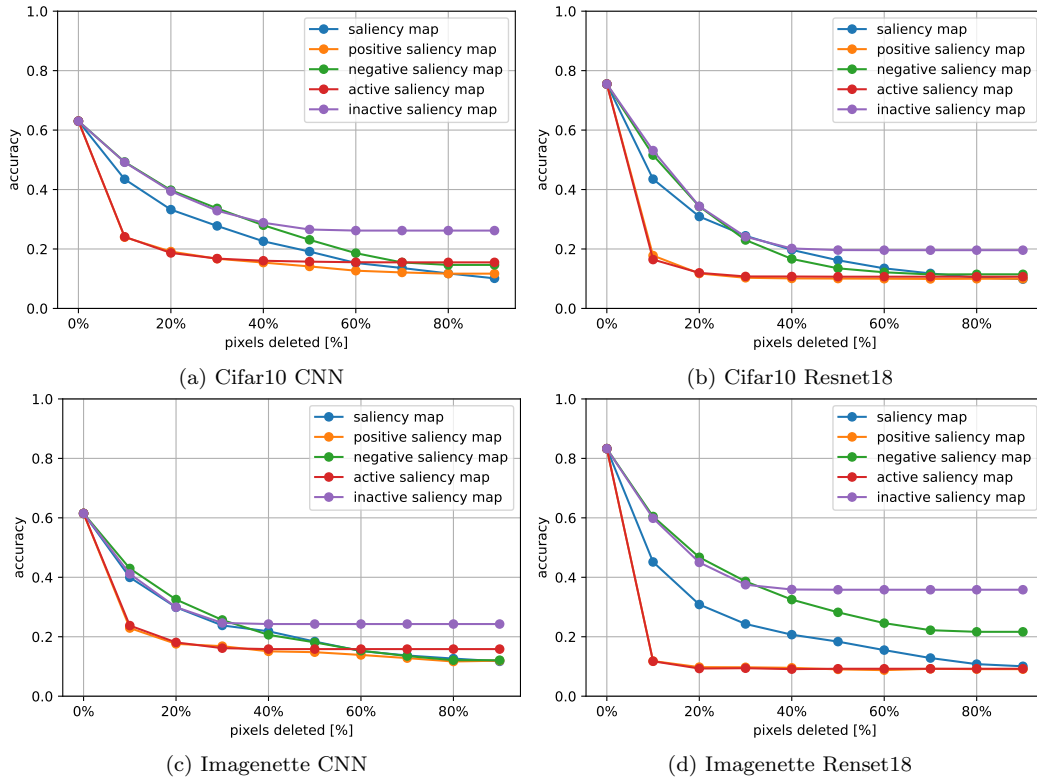 1.0
0.8
0.6
0.4
0.2
0.0
accuracy
saliency map
positive saliency map
negative saliency map
active saliency map
inactive saliency map
0% 20% 40% 60% 80%
pixels deleted [%]
(a) Cifar10 CNN
1.0
0.8
0.6
0.4
0.2
0.0
accuracy
saliency map
positive saliency map
negative saliency map
active saliency map
inactive saliency map
0% 20% 40% 60% 80%
pixels deleted [%]
(b) Cifar10 Resnet18
1.0
0.8
0.6
0.4
0.2
0.0
accuracy
saliency map
positive saliency map
negative saliency map
active saliency map
inactive saliency map
0% 20% 40% 60% 80%
pixels deleted [%]
(c) Imagenette CNN
1.0
0.8
0.6
0.4
0.2
0.0
accuracy
saliency map
positive saliency map
negative saliency map
active saliency map
inactive saliency map
0% 20% 40% 60% 80%
pixels deleted [%]
(d) Imagenette Renset18